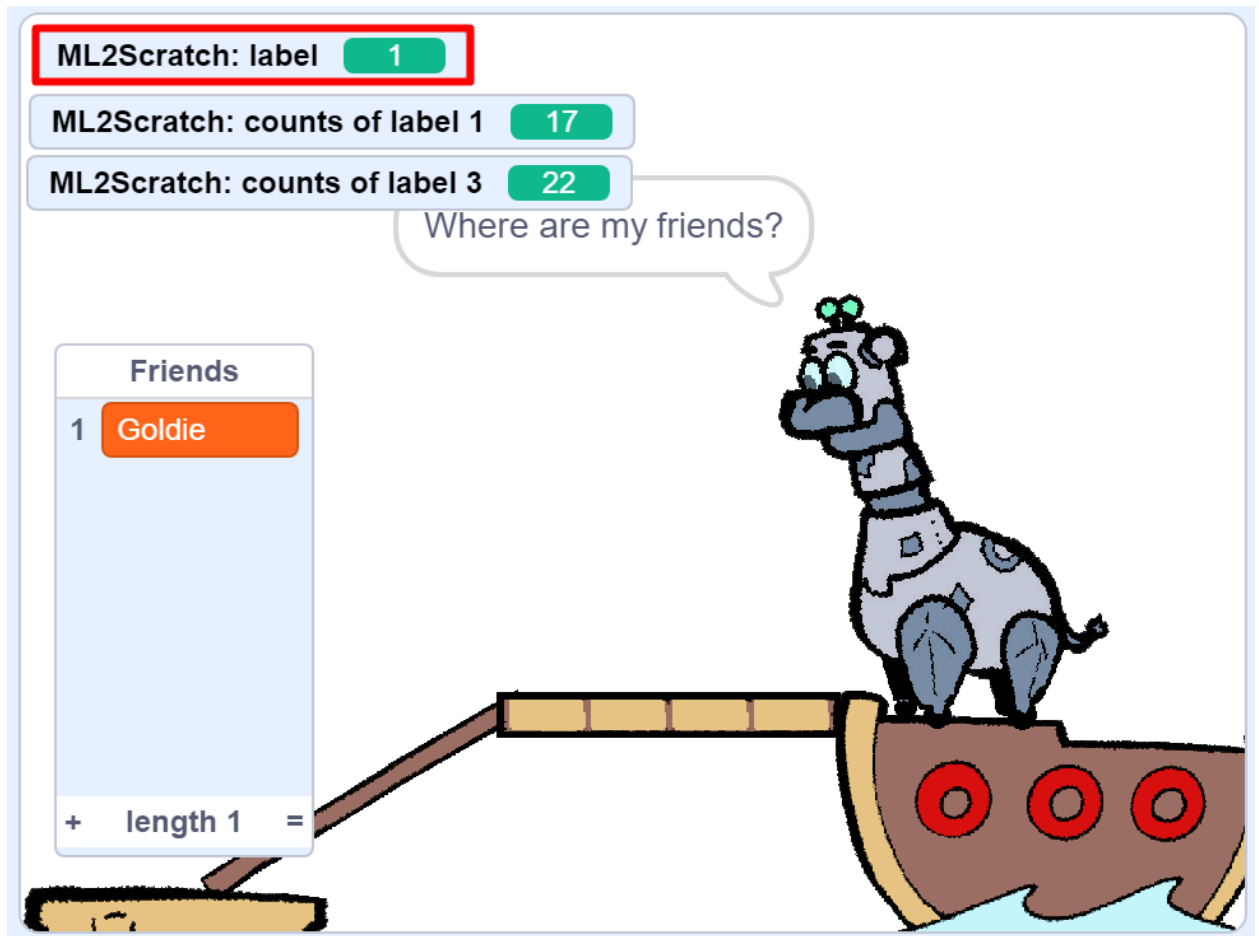 ML2Scratch: label 1
ML2Scratch: counts of label 1 17
ML2Scratch: counts of label 3 22
Where are my friends?
Friends
1 Goldie
+ length 1 =